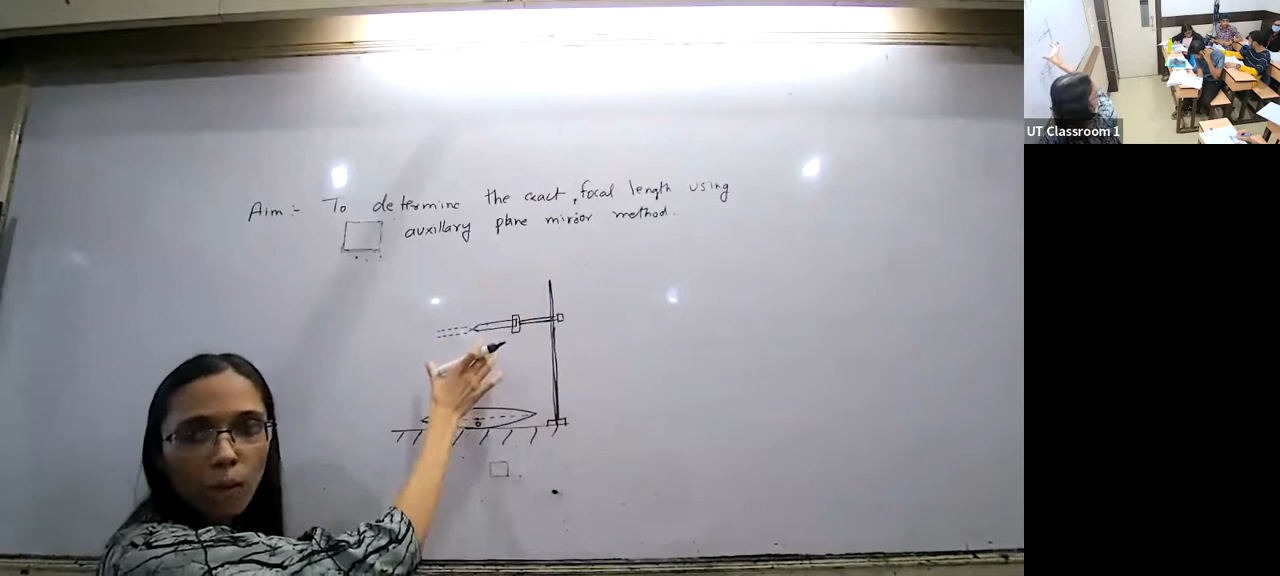 Aim :- To determine the exact focal length using
auxillary plane mirror method.
UT Classroom 1